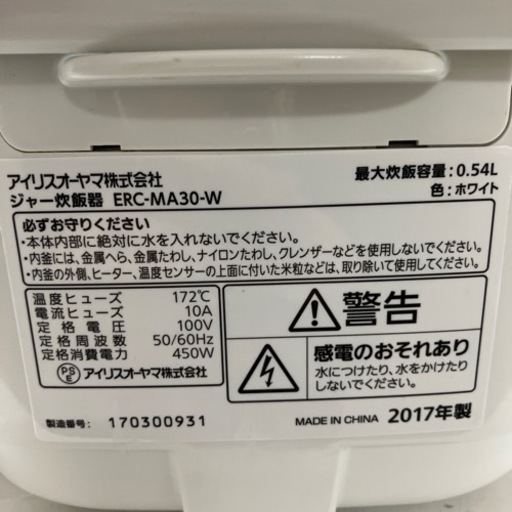 アイリスオーヤマ株式会社
最大炊飯容量:0.54L
ジャー炊飯器 ERC-MA30-W
色:ホワイト
必ずお守りください
・本体内部に絶対に水を入れないでください。
・内釜には、金属へら、金属たわし、ナイロンたわし、クレンザーなどを使用しないでください。
・内釜の外側、ヒーター、温度センサーの上面に付いた米粒などは、取り除いて使用してください。
温度ヒューズ 172℃
電流ヒューズ 10A
定格電圧 100V
定格周波数 50/60Hz
定格消費電力 450W
PSE アイリスオーヤマ株式会社
警告
感電のおそれあり
水につけたり、水をかけたり
しないでください。
製造番号: 170300931
MADE IN CHINA 2017年製